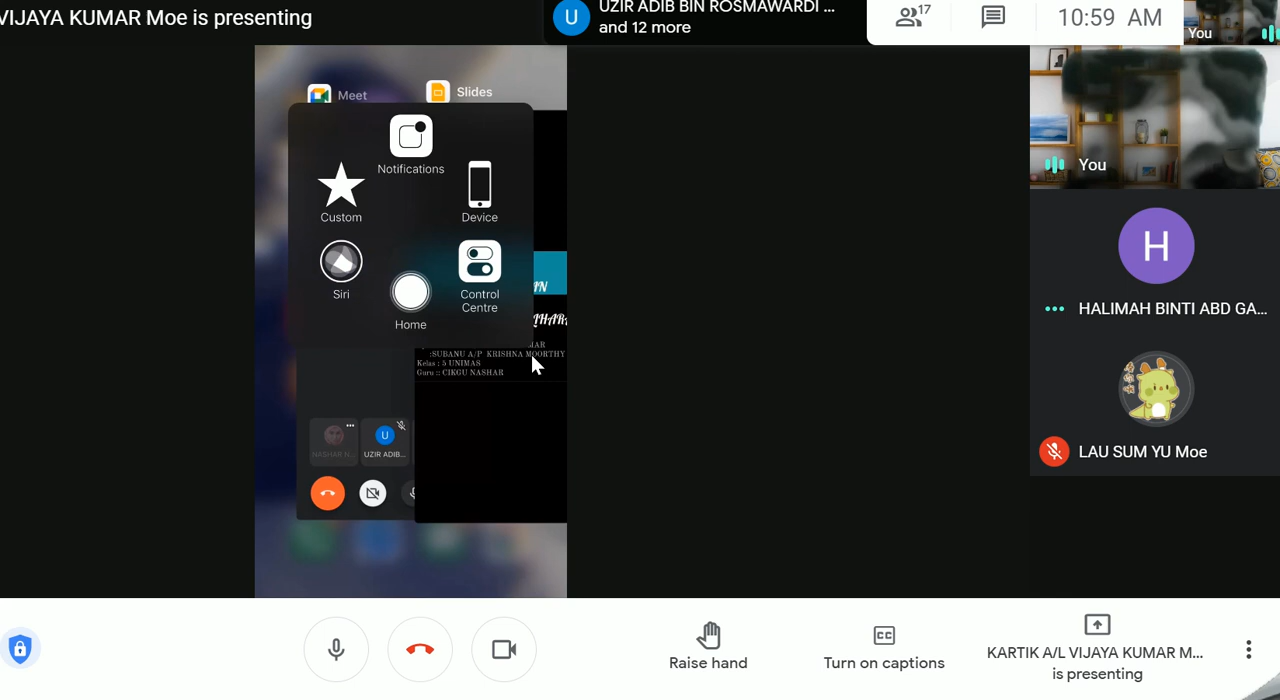 VIJAYA KUMAR Moe is presenting
U
UZIR ADIB BIN ROSMAWARDI ...
and 12 more
17
10:59 AM
You
Meet
Slides
Notifications
Custom
Device
Siri
Control
Centre
Home
IN
:SUBANU A/P KRISHNA MOORTHY
Kelas : 5 UNIMAS
Guru :: CIKGU NASHAR
NASHAR N...
U
UZIR ADIB...
You
H
HALIMAH BINTI ABD GA...
LAU SUM YU Moe
Raise hand
Turn on captions
KARTIK A/L VIJAYA KUMAR M...
is presenting